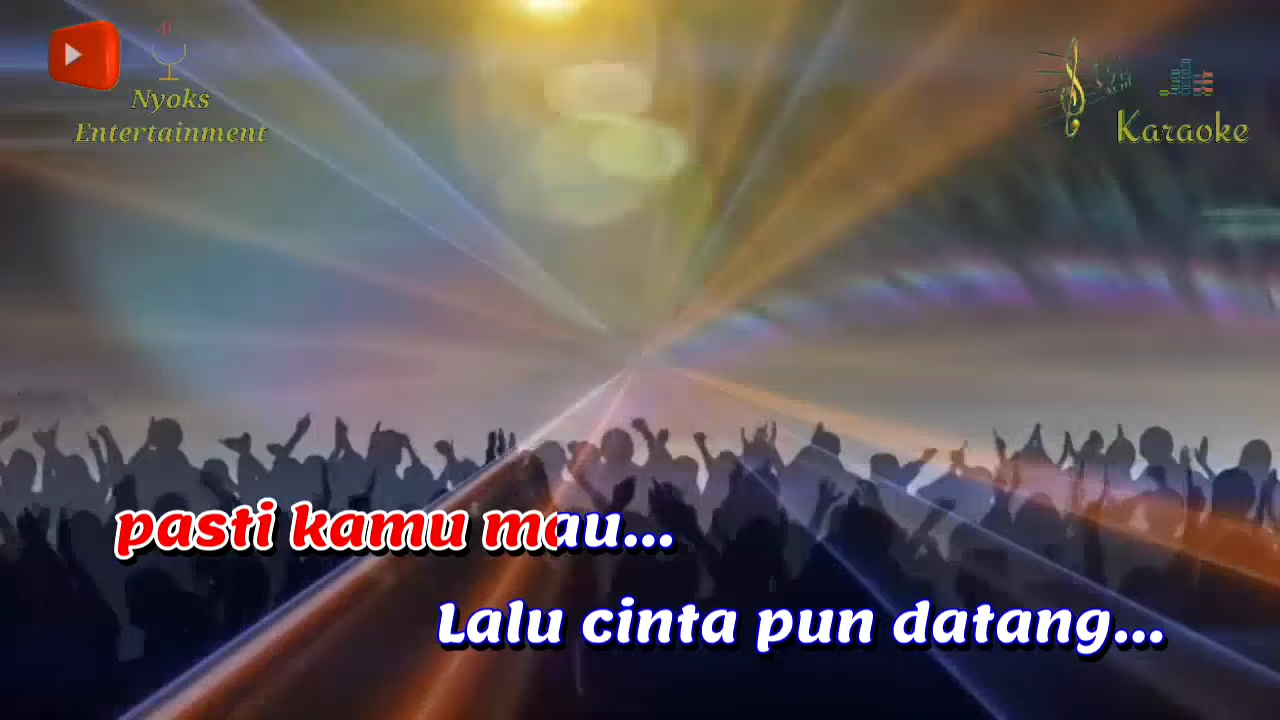 Nyoks
Entertainment
Karaoke
pasti kamu mau...
Lalu cinta pun datang...